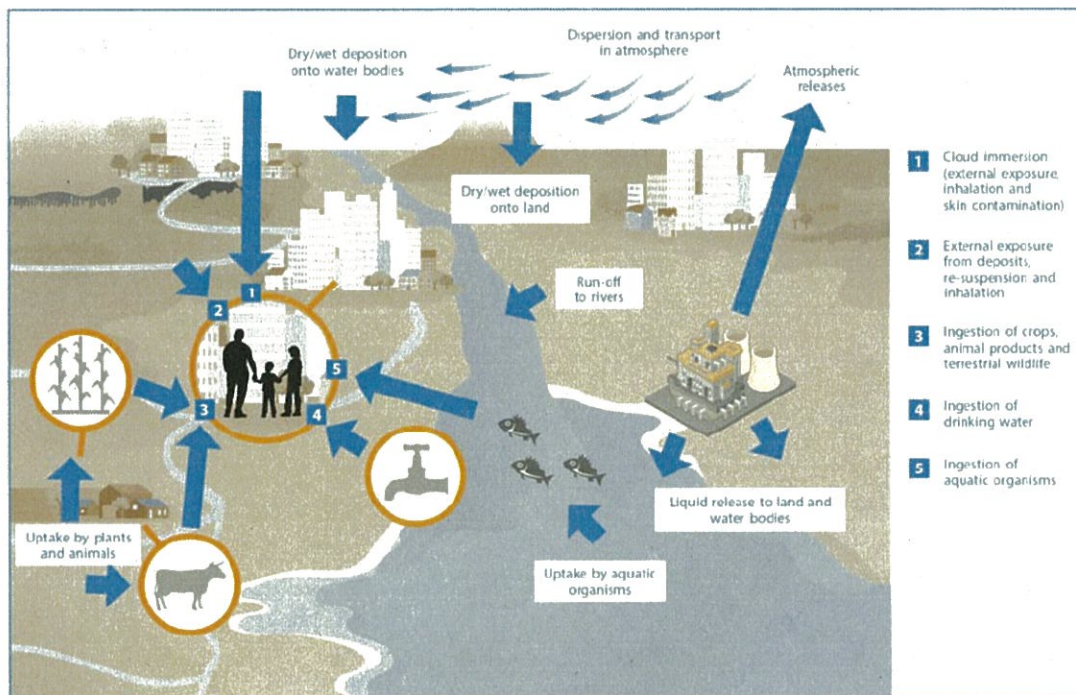 Dispersion and transport
in atmosphere
Dry/wet deposition
onto water bodies
Atmospheric
releases
Dry/wet deposition
onto land
Run-off
to rivers
1
2
3
4
5
Uptake by plants
and animals
Liquid release to land and
water bodies
Uptake by aquatic
organisms
1 Cloud immersion
(external exposure,
inhalation and
skin contamination)
2 External exposure
from deposits,
re-suspension and
inhalation
3 Ingestion of crops,
animal products and
terrestrial wildlife
4 Ingestion of
drinking water
5 Ingestion of
aquatic organisms